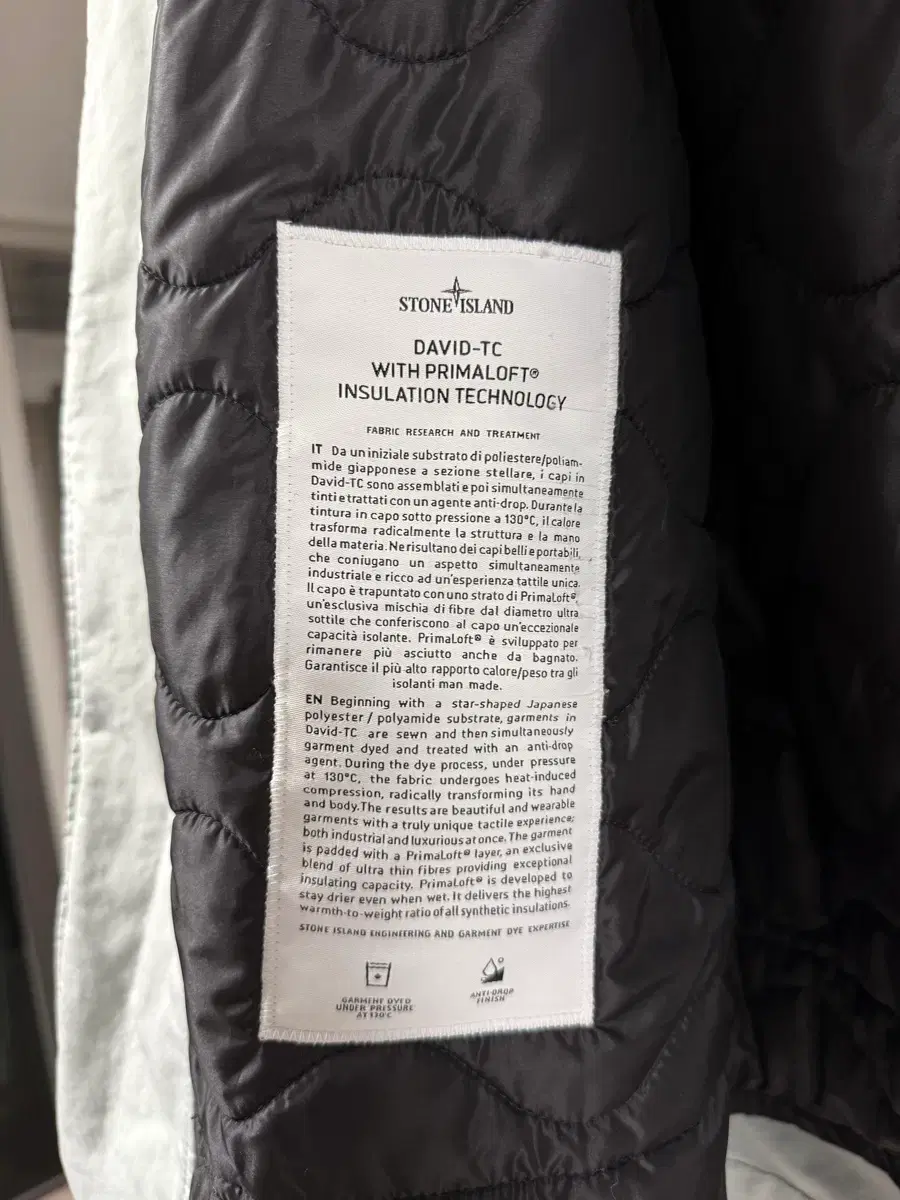 STONE ISLAND
DAVID-TC
WITH PRIMALOFT®
INSULATION TECHNOLOGY
FABRIC RESEARCH AND TREATMENT
IT Da un iniziale substrato di poliestere/poliam-
mide giapponese a sezione stellare, i capi in
David-TC sono assemblati e poi simultaneamente
tinti e trattati con un agente anti-drop. Durante la
tintura in capo sotto pressione a 130°C, il calore
trasforma radicalmente la struttura e la mano
della materia. Ne risultano dei capi belli e portabili,
che coniugano un aspetto simultaneamente
industriale e ricco ad un'esperienza tattile unica.
Il capo è trapuntato con uno strato di PrimaLoft®,
un'esclusiva mischia di fibre dal diametro ultra
sottile che conferiscono al capo un'eccezionale
capacità isolante. PrimaLoft® è sviluppato per
rimanere più asciutto anche da bagnato.
Garantisce il più alto rapporto calore/peso tra gli
isolanti man made.
EN Beginning with a star-shaped Japanese
polyester / polyamide substrate, garments in
David-TC are sewn and then simultaneously
garment dyed and treated with an anti-drop
agent. During the dye process, under pressure
at 130°C, the fabric undergoes heat-induced
compression, radically transforming its hand
and body.The results are beautiful and wearable
garments with a truly unique tactile experience;
both industrial and luxurious at once. The garment
is padded with a PrimaLoft® layer, an exclusive
blend of ultra thin fibres providing exceptional
insulating capacity. PrimaLoft® is developed to
stay drier even when wet. It delivers the highest
warmth-to-weight ratio of all synthetic insulations.
STONE ISLAND ENGINEERING AND GARMENT DYE EXPERTISE
GARMENT DYED
UNDER PRESSURE
AT 130°C
ANTI-DROP
FINISH